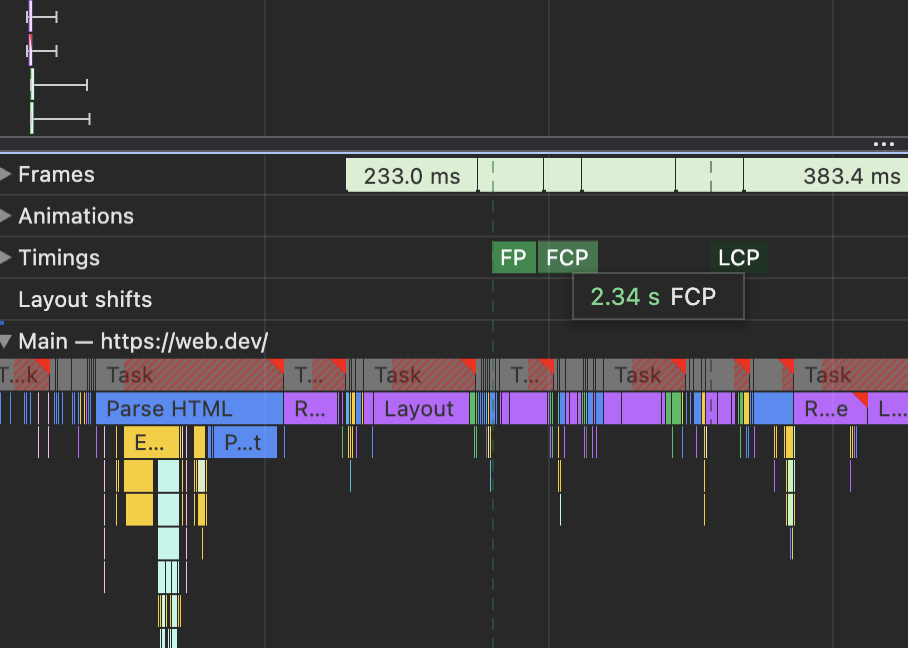 Frames 233.0 ms 383.4 ms
Animations
Timings FP FCP LCP
2.34 s FCP
Layout shifts
Main — https://web.dev/
T...k Task T... Task T... Task Task
Parse HTML R... Layout R...e L...
E... P...t